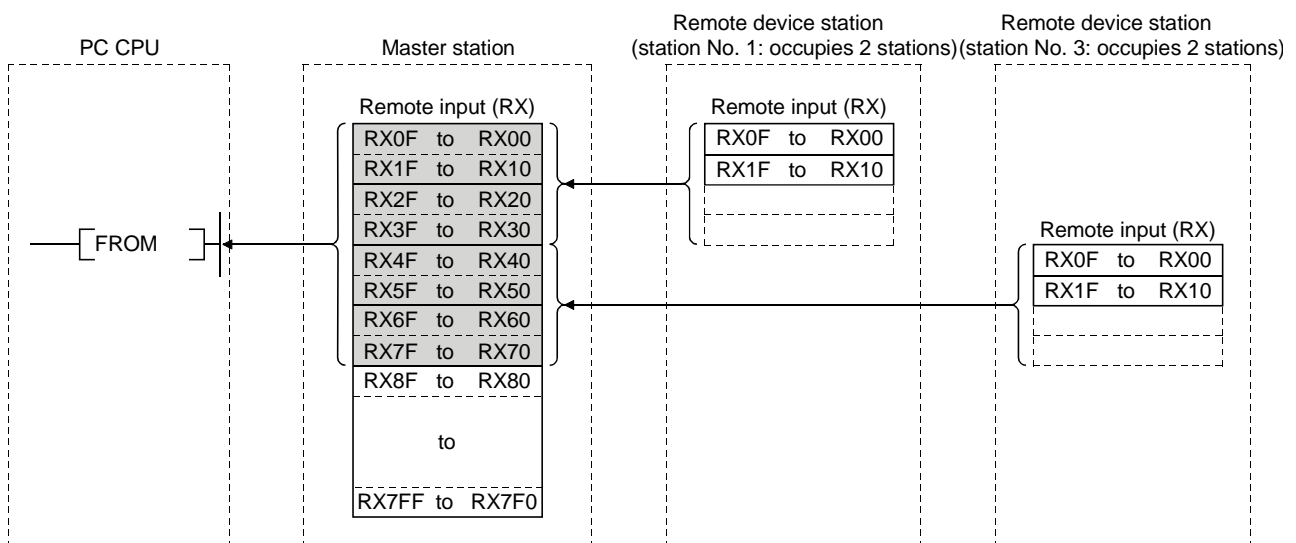 PC CPU
Master station
Remote device station
(station No. 1: occupies 2 stations)
Remote device station
(station No. 3: occupies 2 stations)
FROM
Remote input (RX)
RX0F to RX00
RX1F to RX10
RX2F to RX20
RX3F to RX30
RX4F to RX40
RX5F to RX50
RX6F to RX60
RX7F to RX70
RX8F to RX80
to
RX7FF to RX7F0
Remote input (RX)
RX0F to RX00
RX1F to RX10
Remote input (RX)
RX0F to RX00
RX1F to RX10